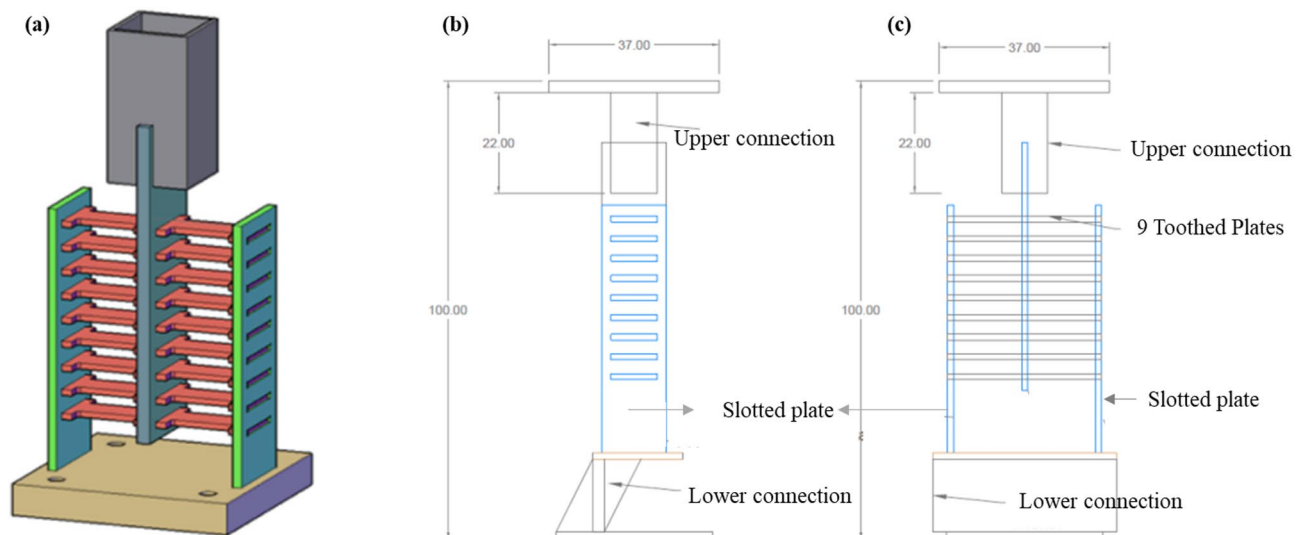 (a)
(b)
(c)
37.00
37.00
Upper connection
Upper connection
22.00
22.00
9 Toothed Plates
100.00
100.00
Slotted plate
Slotted plate
Lower connection
Lower connection